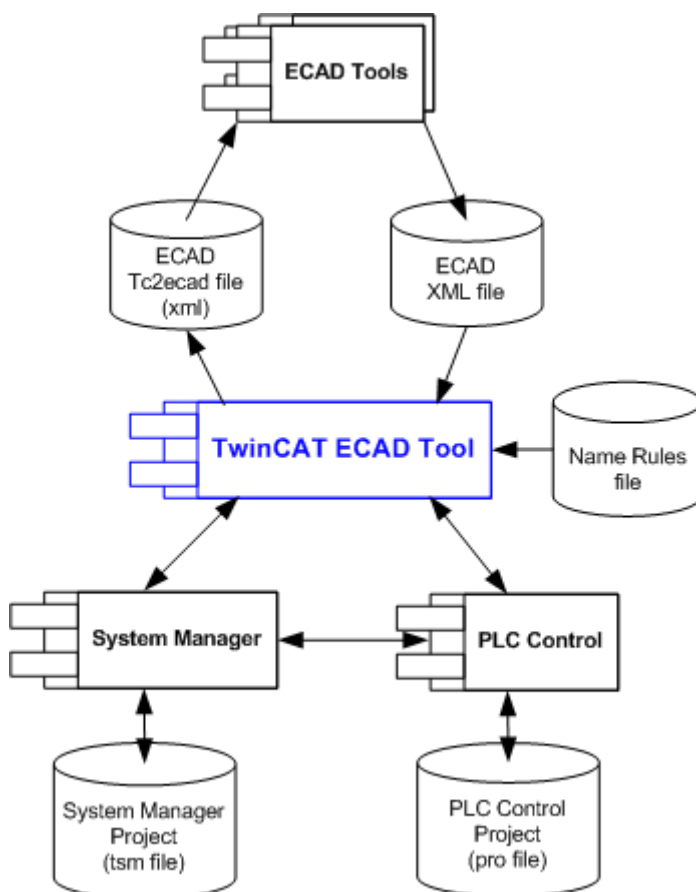 ECAD Tools
ECAD
Tc2ecad file
(xml)
ECAD
XML file
TwinCAT ECAD Tool
Name Rules
file
System Manager
PLC Control
System Manager
Project
(tsm file)
PLC Control
Project
(pro file)